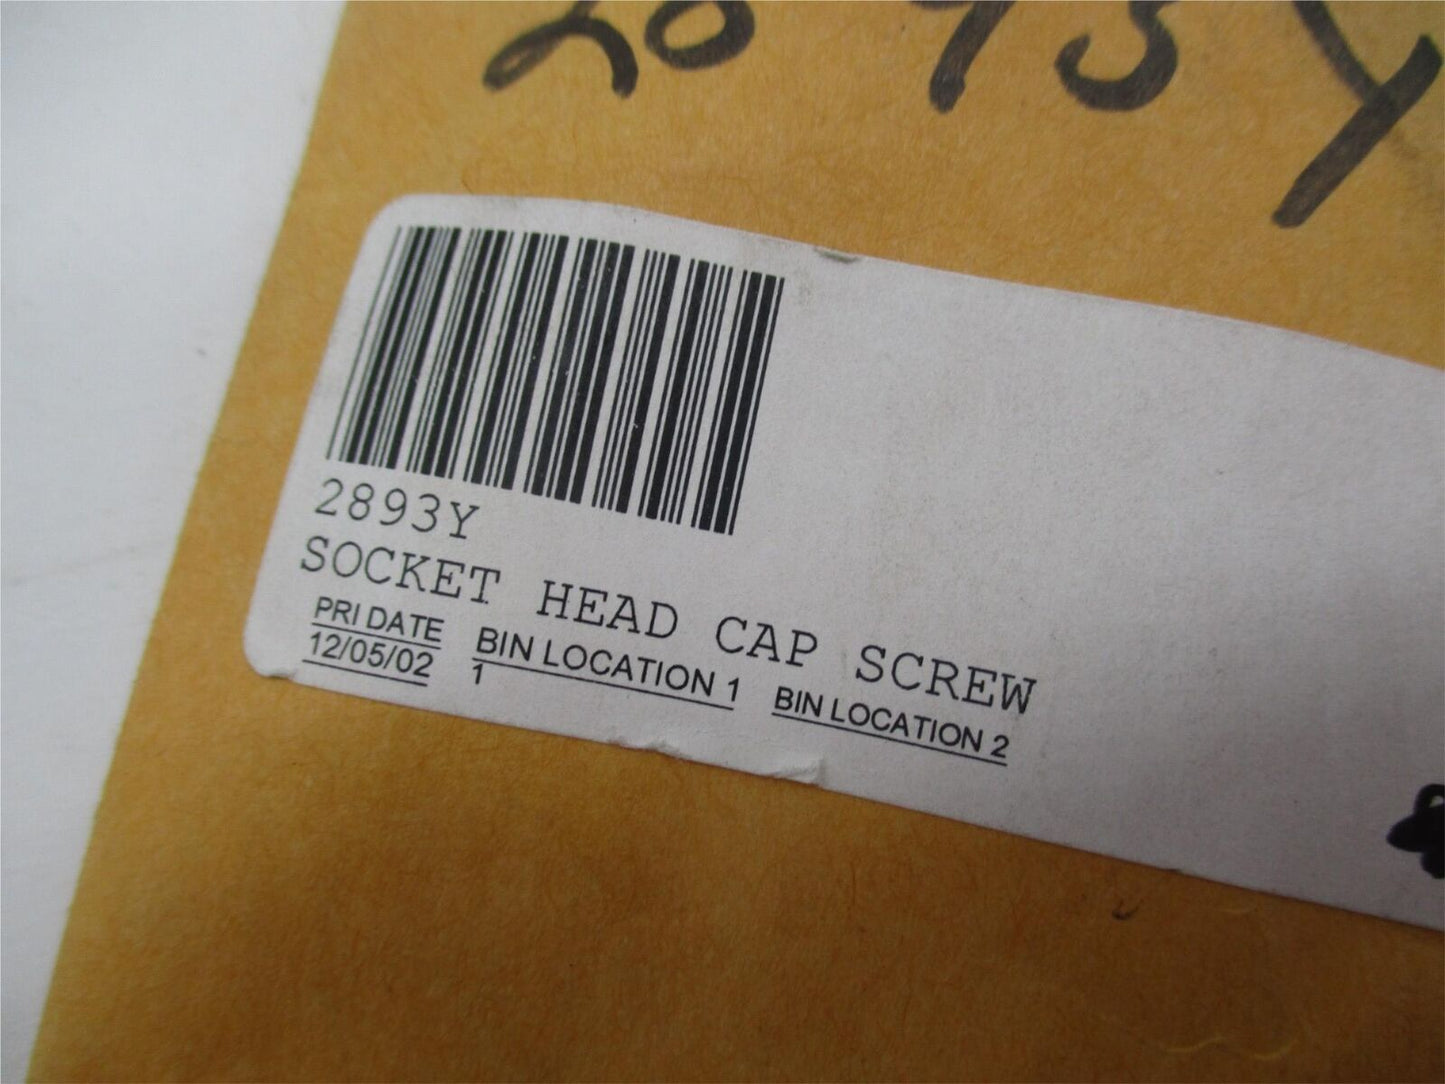 2893Y
2893Y
SOCKET HEAD CAP SCREW
PRI DATE BIN LOCATION 1 BIN LOCATION 2
12/05/02 1